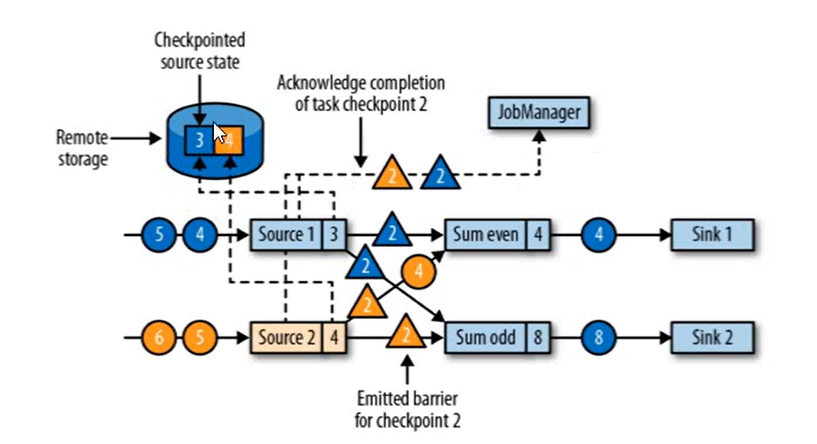 Checkpointed
source state
Acknowledge completion
of task checkpoint 2
JobManager
Remote
storage
3 4
2 2
5 4 Source 1 3 2 Sum even 4 4 Sink 1
2 4
2
6 5 Source 2 4 2 Sum odd 8 8 Sink 2
Emitted barrier
for checkpoint 2